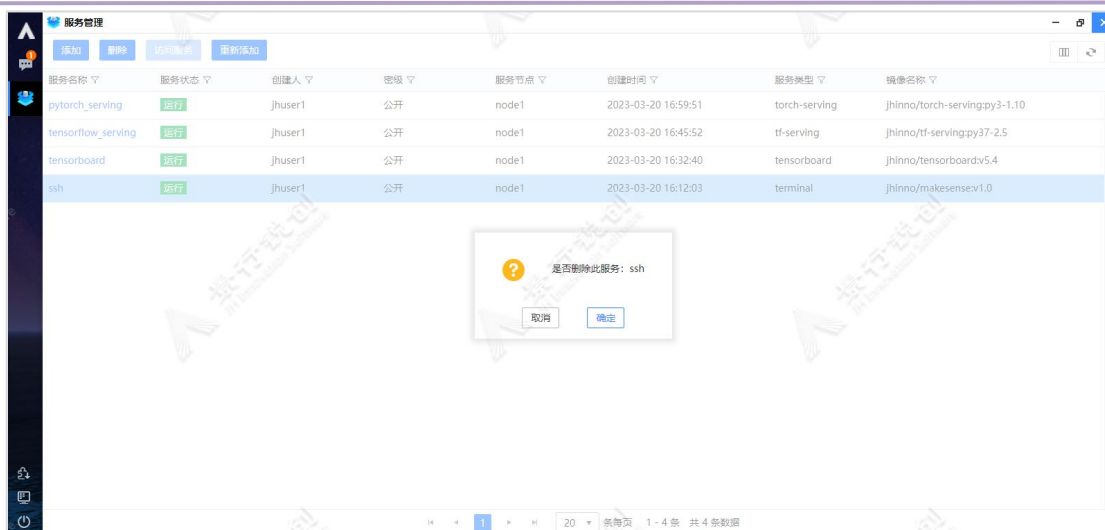 服务管理
添加 删除 访问服务 重新添加
服务名称 服务状态 创建人 密级 服务节点 创建时间 服务类型 镜像名称
pytorch_serving 运行 jhuser1 公开 node1 2023-03-20 16:59:51 torch-serving jhinno/torch-serving:py3-1.10
tensorflow_serving 运行 jhuser1 公开 node1 2023-03-20 16:45:52 tf-serving jhinno/tf-serving:py37-2.5
tensorboard 运行 jhuser1 公开 node1 2023-03-20 16:32:40 tensorboard jhinno/tensorboard:v5.4
ssh 运行 jhuser1 公开 node1 2023-03-20 16:12:03 terminal jhinno/makesense:v1.0
是否删除此服务：ssh
取消 确定
1 20 条每页 1 - 4 条 共 4 条数据